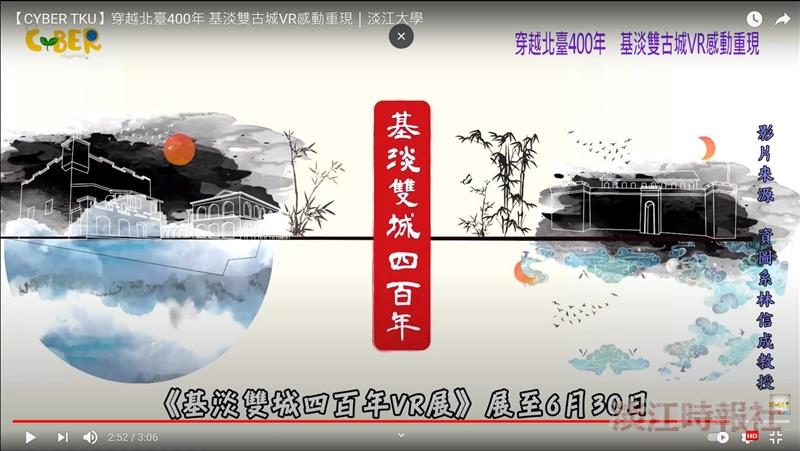 【CYBER TKU】穿越北臺400年 基淡雙古城VR感動重現｜淡江大學
CYBER
channel
穿越北臺400年 基淡雙古城VR感動重現
基淡雙城四百年
影片來源 資圖系林信成教授
《基淡雙城四百年VR展》展至6月30日
淡江時報社
2:52 / 3:06
HD